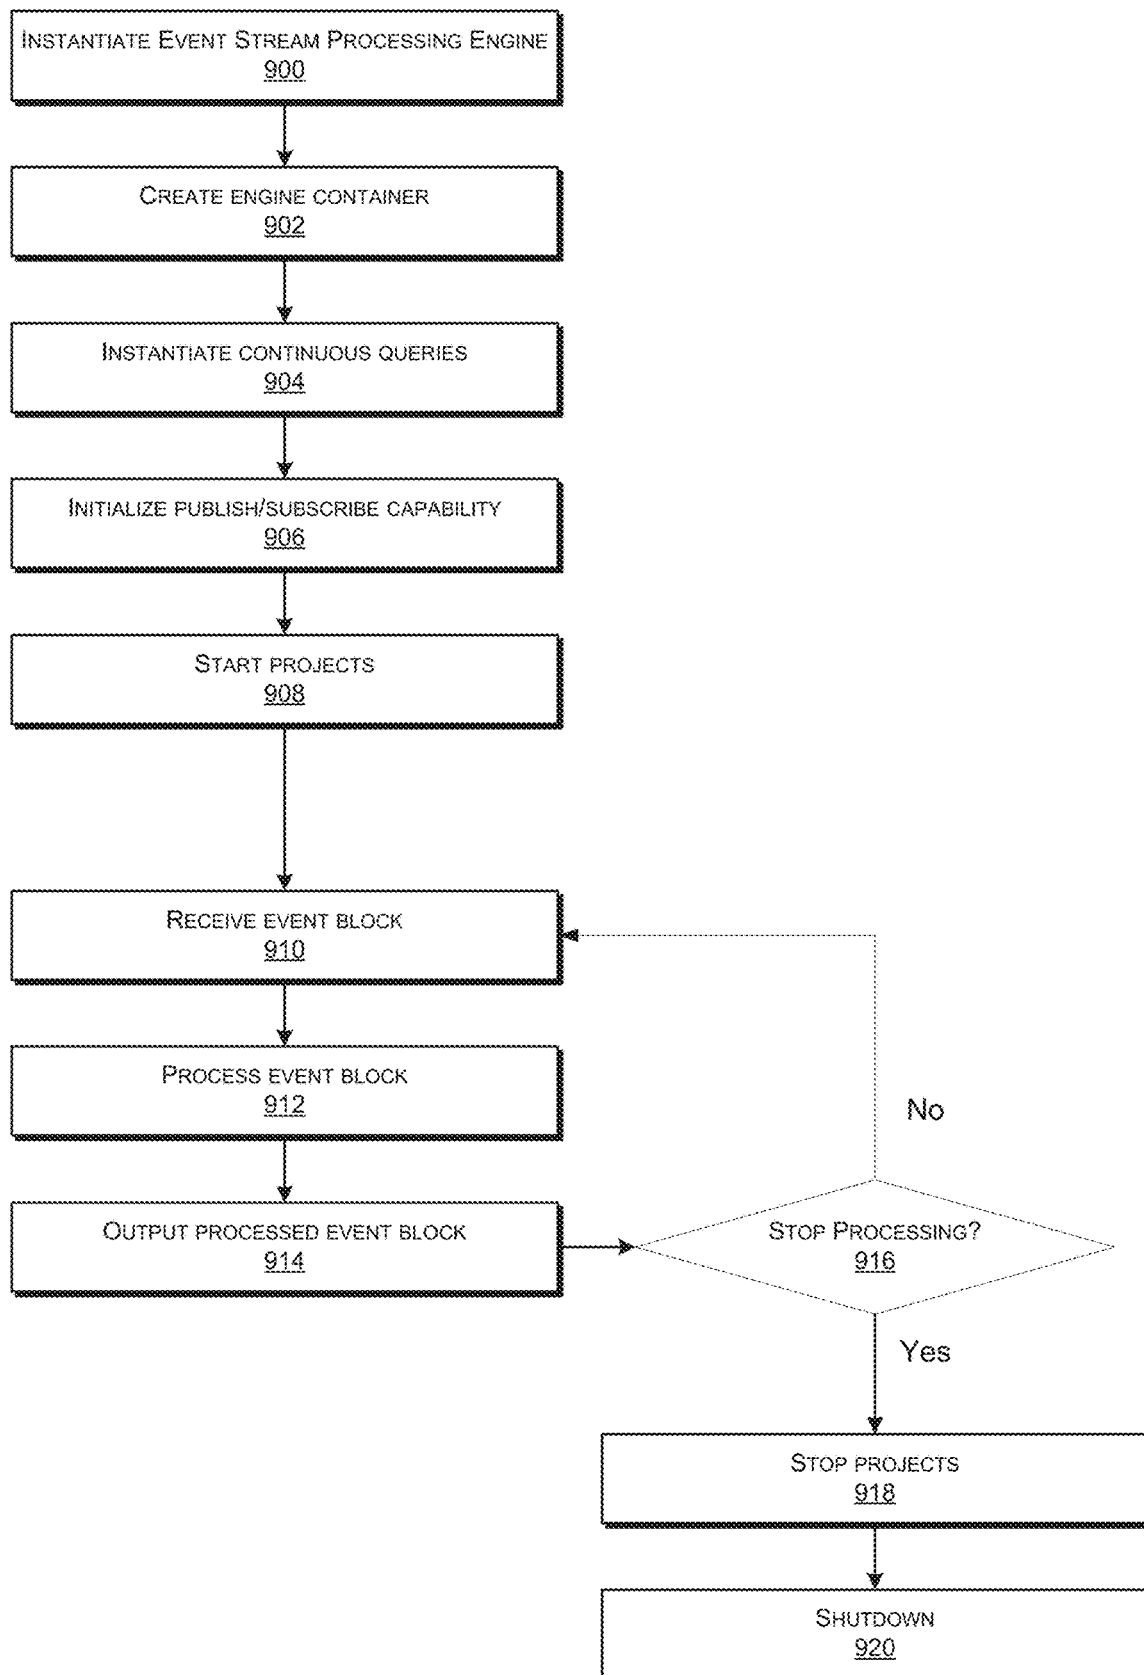 INSTANTIATE EVENT STREAM PROCESSING ENGINE
900
CREATE ENGINE CONTAINER
902
INSTANTIATE CONTINUOUS QUERIES
904
INITIALIZE PUBLISH/SUBSCRIBE CAPABILITY
906
START PROJECTS
908
RECEIVE EVENT BLOCK
910
PROCESS EVENT BLOCK
912
No
OUTPUT PROCESSED EVENT BLOCK
914
STOP PROCESSING?
916
Yes
STOP PROJECTS
918
SHUTDOWN
920